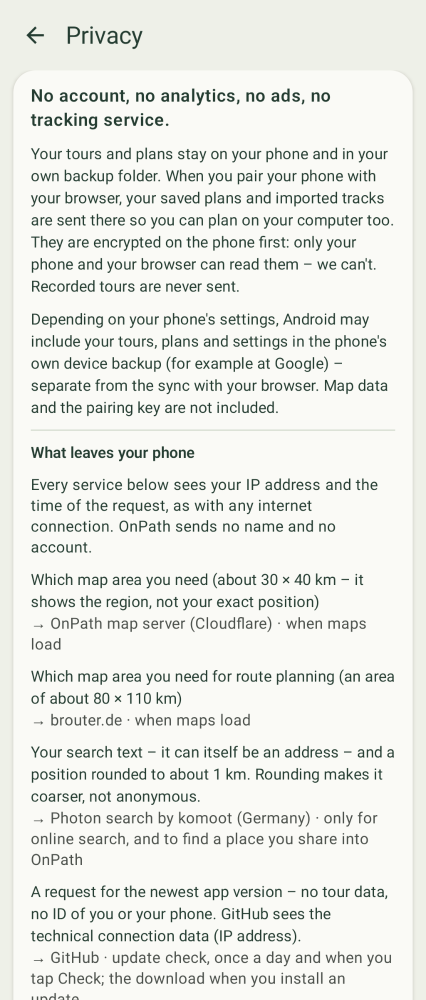 Privacy
No account, no analytics, no ads, no
tracking service.
Your tours and plans stay on your phone and in your
own backup folder. When you pair your phone with
your browser, your saved plans and imported tracks
are sent there so you can plan on your computer too.
They are encrypted on the phone first: only your
phone and your browser can read them – we can't.
Recorded tours are never sent.
Depending on your phone's settings, Android may
include your tours, plans and settings in the phone's
own device backup (for example at Google) –
separate from the sync with your browser. Map data
and the pairing key are not included.
What leaves your phone
Every service below sees your IP address and the
time of the request, as with any internet
connection. OnPath sends no name and no
account.
Which map area you need (about 30 × 40 km – it
shows the region, not your exact position)
→ OnPath map server (Cloudflare) · when maps
load
Which map area you need for route planning (an area
of about 80 × 110 km)
→ brouter.de · when maps load
Your search text – it can itself be an address – and a
position rounded to about 1 km. Rounding makes it
coarser, not anonymous.
→ Photon search by komoot (Germany) · only for
online search, and to find a place you share into
OnPath
A request for the newest app version – no tour data,
no ID of you or your phone. GitHub sees the
technical connection data (IP address).
→ GitHub · update check, once a day and when you
tap Check; the download when you install an
update